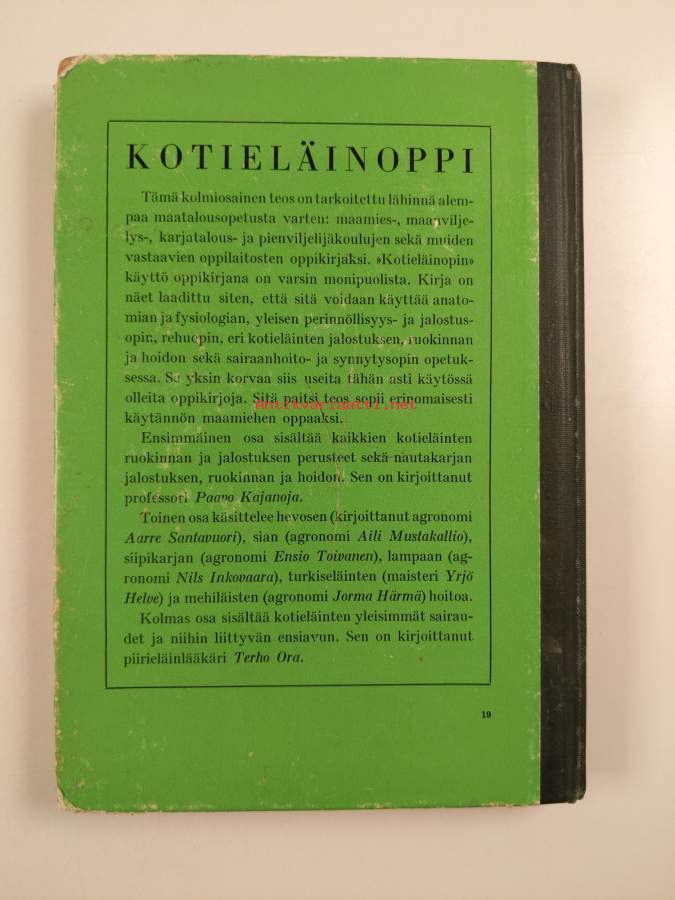 KOTIELÄINOPPI
Tämä kolmiosainen teos on tarkoitettu lähinnä alem-
paa maatalousopetusta varten: maamies-, maanvilje-
lys-, karjatalous- ja pienviljelijäkoulujen sekä muiden
vastaavien oppilaitosten oppikirjaksi. »Kotieläinopin»
käyttö oppikirjana on varsin monipuolista. Kirja on
näet laadittu siten, että sitä voidaan käyttää anato-
mian ja fysiologian, yleisen perinnöllisyys- ja jalostus-
opin, rehuopin, eri kotieläinten jalostuksen, ruokinnan
ja hoidon sekä sairaanhoito- ja synnytysopin opetuk-
sessa. Se yksin korvaa siis useita tähän asti käytössä
olleita oppikirjoja. Sitä paitsi teos sopii erinomaisesti
Antikvariaatti.net
käytännön maamiehen oppaaksi.
Ensimmäinen osa sisältää kaikkien kotieläinten
ruokinnan ja jalostuksen perusteet sekä nautakarjan
jalostuksen, ruokinnan ja hoidon. Sen on kirjoittanut
professori Paavo Kajanoja.
Toinen osa käsittelee hevosen (kirjoittanut agronomi
Aarre Santavuori), sian (agronomi Aili Mustakallio),
siipikarjan (agronomi Ensio Toivanen), lampaan (ag-
ronomi Nils Inkovaara), turkiseläinten (maisteri Yrjö
Helve) ja mehiläisten (agronomi Jorma Härmä) hoitoa.
Kolmas osa sisältää kotieläinten yleisimmät sairau-
det ja niihin liittyvän ensiavun. Sen on kirjoittanut
piirieläinlääkäri Terho Ora.
19